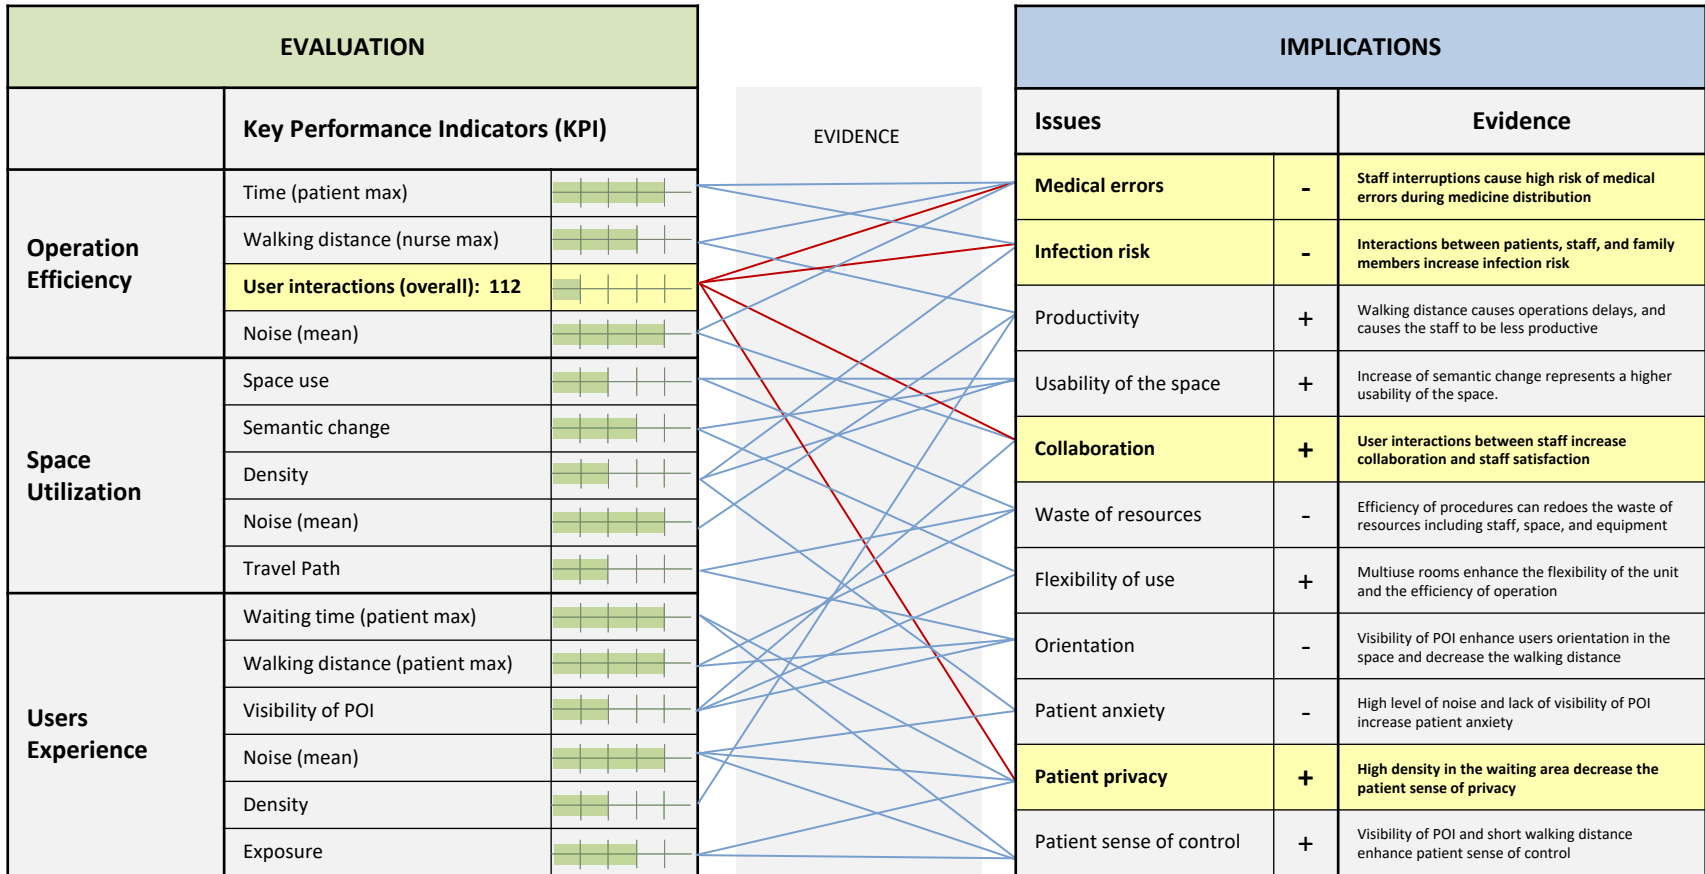 EVALUATION
Key Performance Indicators (KPI)
Operation
Efficiency
Time (patient max)
Walking distance (nurse max)
User interactions (overall): 112
Noise (mean)
Space
Utilization
Space use
Semantic change
Density
Noise (mean)
Travel Path
Users
Experience
Waiting time (patient max)
Walking distance (patient max)
Visibility of POI
Noise (mean)
Density
Exposure
EVIDENCE
IMPLICATIONS
Issues
Evidence
Medical errors
-
Staff interruptions cause high risk of medical
errors during medicine distribution
Infection risk
-
Interactions between patients, staff, and family
members increase infection risk
Productivity
+
Walking distance causes operations delays, and
causes the staff to be less productive
Usability of the space
+
Increase of semantic change represents a higher
usability of the space.
Collaboration
+
User interactions between staff increase
collaboration and staff satisfaction
Waste of resources
-
Efficiency of procedures can redoes the waste of
resources including staff, space, and equipment
Flexibility of use
+
Multiuse rooms enhance the flexibility of the unit
and the efficiency of operation
Orientation
-
Visibility of POI enhance users orientation in the
space and decrease the walking distance
Patient anxiety
-
High level of noise and lack of visibility of POI
increase patient anxiety
Patient privacy
+
High density in the waiting area decrease the
patient sense of privacy
Patient sense of control
+
Visibility of POI and short walking distance
enhance patient sense of control